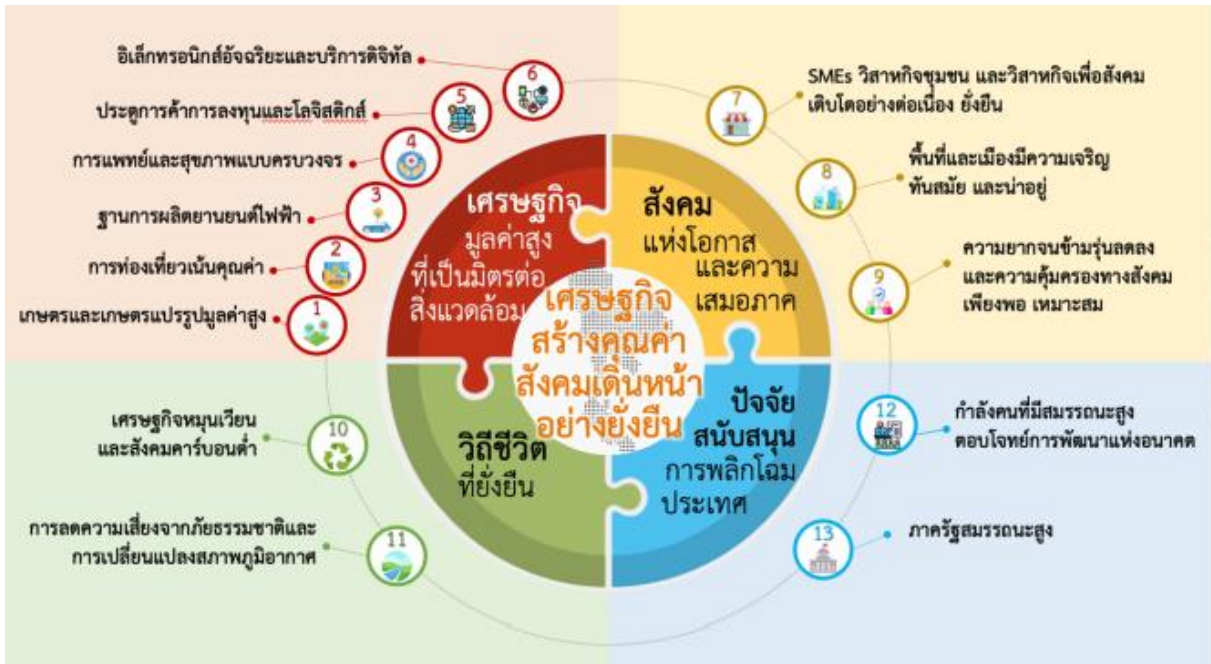 อิเล็กทรอนิกส์อัจฉริยะและบริการดิจิทัล
6
ประตูการค้าการลงทุนและโลจิสติกส์
5
การแพทย์และสุขภาพแบบครบวงจร
4
ฐานการผลิตยานยนต์ไฟฟ้า
3
การท่องเที่ยวเน้นคุณค่า
2
เกษตรและเกษตรแปรรูปมูลค่าสูง
1
เศรษฐกิจ
มูลค่าสูง
ที่เป็นมิตรต่อ
สิ่งแวดล้อม
7
SMEs วิสาหกิจชุมชน และวิสาหกิจเพื่อสังคม
เติบโตอย่างต่อเนื่อง ยั่งยืน
8
พื้นที่และเมืองมีความเจริญ
ทันสมัย และน่าอยู่
9
ความยากจนข้ามรุ่นลดลง
และความคุ้มครองทางสังคม
เพียงพอ เหมาะสม
สังคม
แห่งโอกาส
และความ
เสมอภาค
เศรษฐกิจ
สร้างคุณค่า
สังคมเดินหน้า
อย่างยั่งยืน
เศรษฐกิจหมุนเวียน
และสังคมคาร์บอนต่ำ
10
การลดความเสี่ยงจากภัยธรรมชาติและ
การเปลี่ยนแปลงสภาพภูมิอากาศ
11
วิถีชีวิต
ที่ยั่งยืน
ปัจจัย
สนับสนุน
การพลิกโฉม
ประเทศ
12
กำลังคนที่มีสมรรถนะสูง
ตอบโจทย์การพัฒนาแห่งอนาคต
13
ภาครัฐสมรรถนะสูง